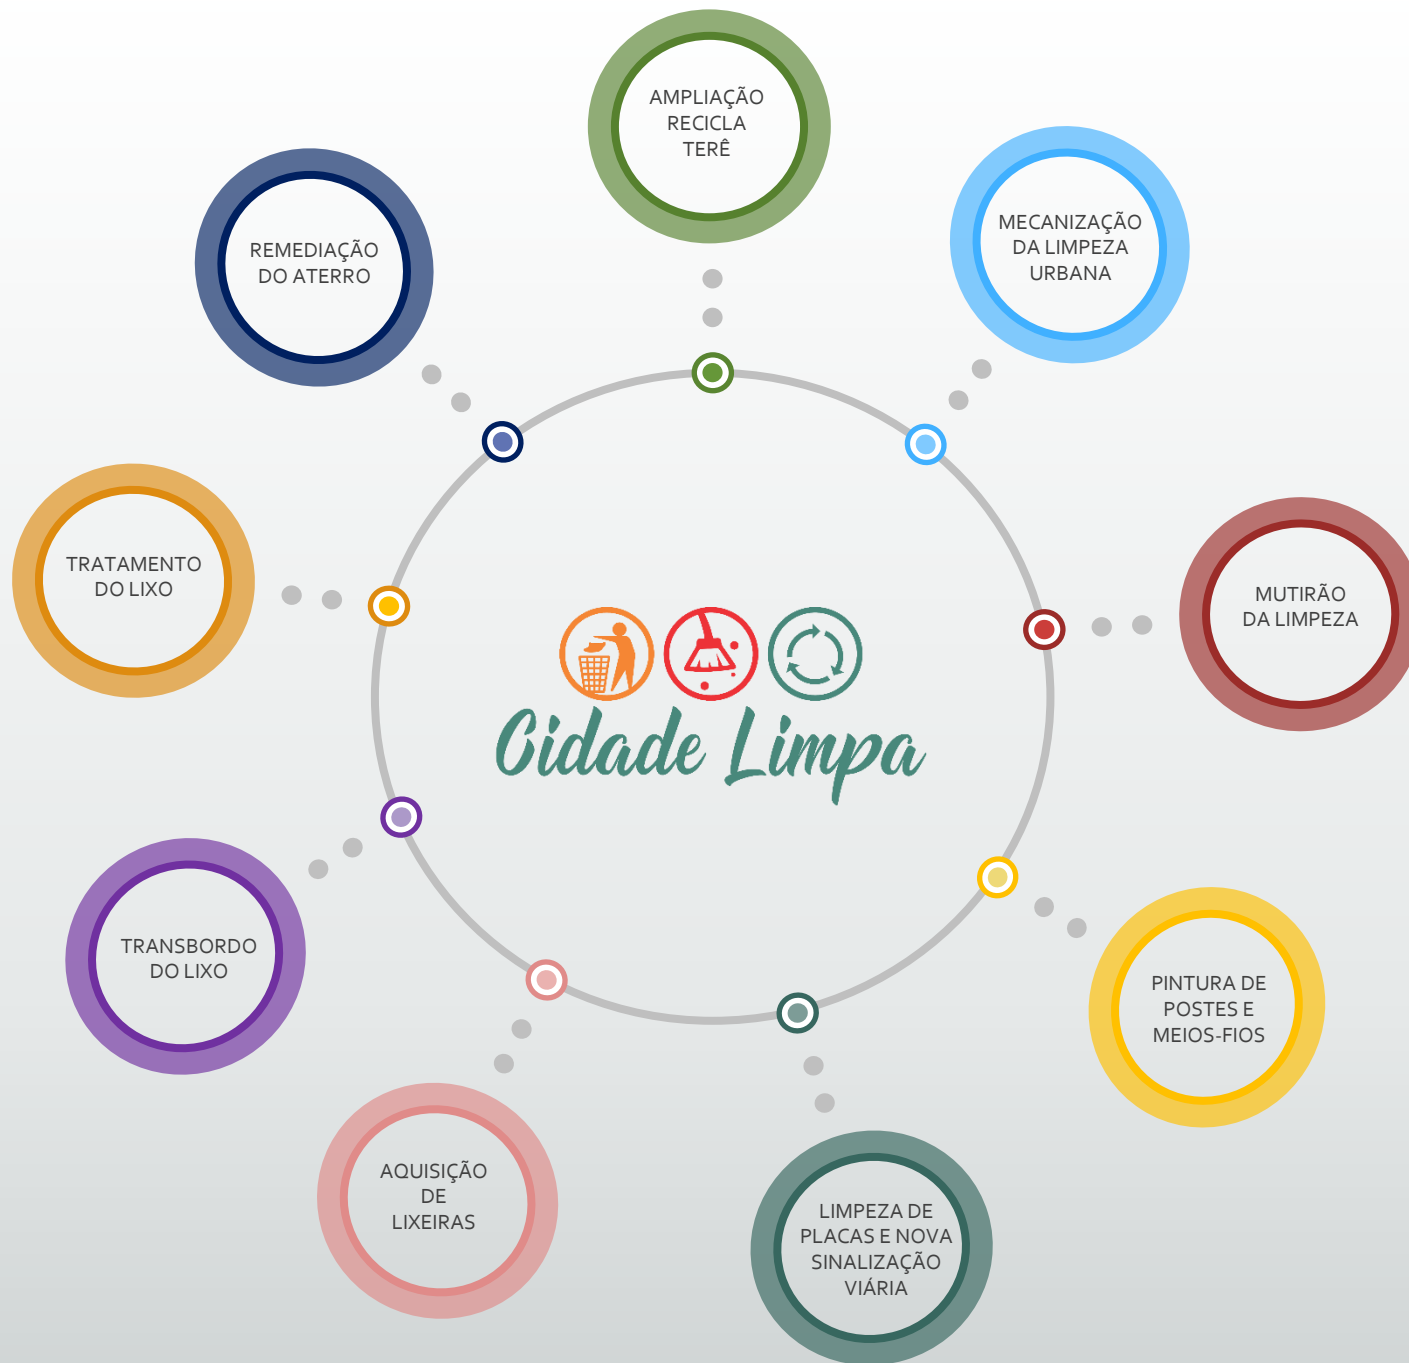 AMPLIAÇÃO
RECICLA
TERÊ
MECANIZAÇÃO
DA LIMPEZA
URBANA
REMEDIAÇÃO
DO ATERRO
TRATAMENTO
DO LIXO
MUTIRÃO
DA LIMPEZA
Cidade Limpa
TRANSBORDO
DO LIXO
PINTURA DE
POSTES E
MEIOS-FIOS
AQUISIÇÃO
DE
LIXEIRAS
LIMPEZA DE
PLACAS E NOVA
SINALIZAÇÃO
VIÁRIA